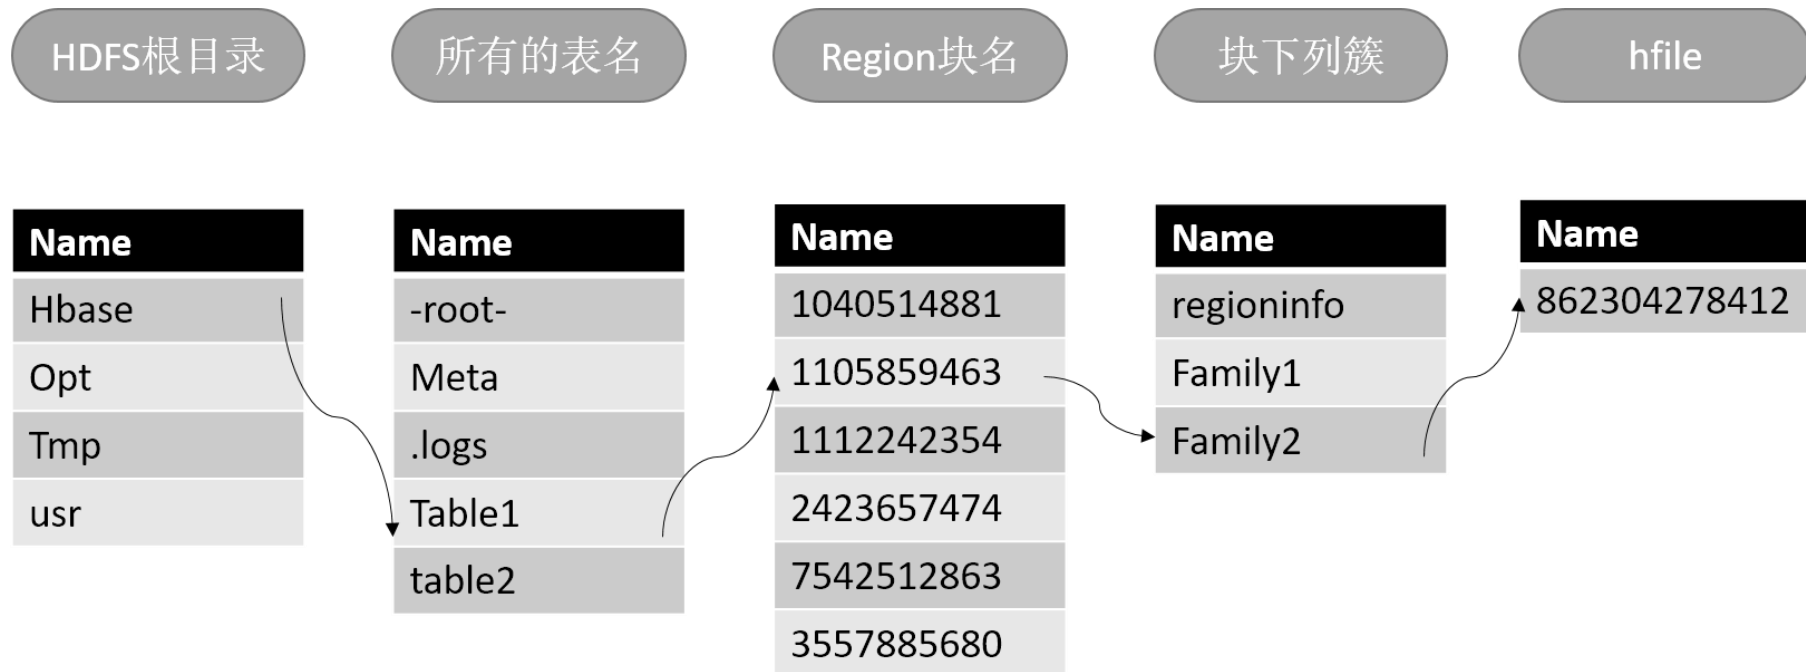 HDFS根目录
所有的表名
Region块名
块下列簇
hfile
Name
Hbase
Opt
Tmp
usr
Name
-root-
Meta
.logs
Table1
table2
Name
1040514881
1105859463
1112242354
2423657474
7542512863
3557885680
Name
regioninfo
Family1
Family2
Name
862304278412